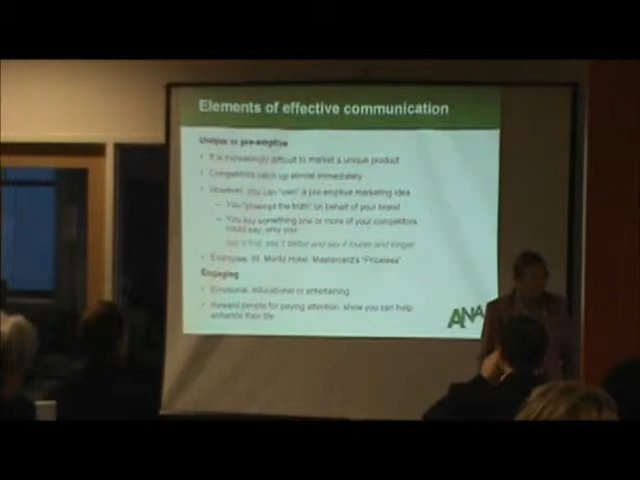 Elements of effective communication
Unique or pre-emptive
It is increasingly difficult to market a unique product
Competitors catch up almost immediately
However, you can "own" a pre-emptive marketing idea
You "preempt the truth" on behalf of your brand
You say something one or more of your competitors
could say,
Say it first, say it better and say it louder and longer
Examples: St. Moritz Hotel, Mastercard's "Priceless"
Engaging
Emotional, educational or entertaining
Reward people for paying attention, show you can help
enhance their life
ANA